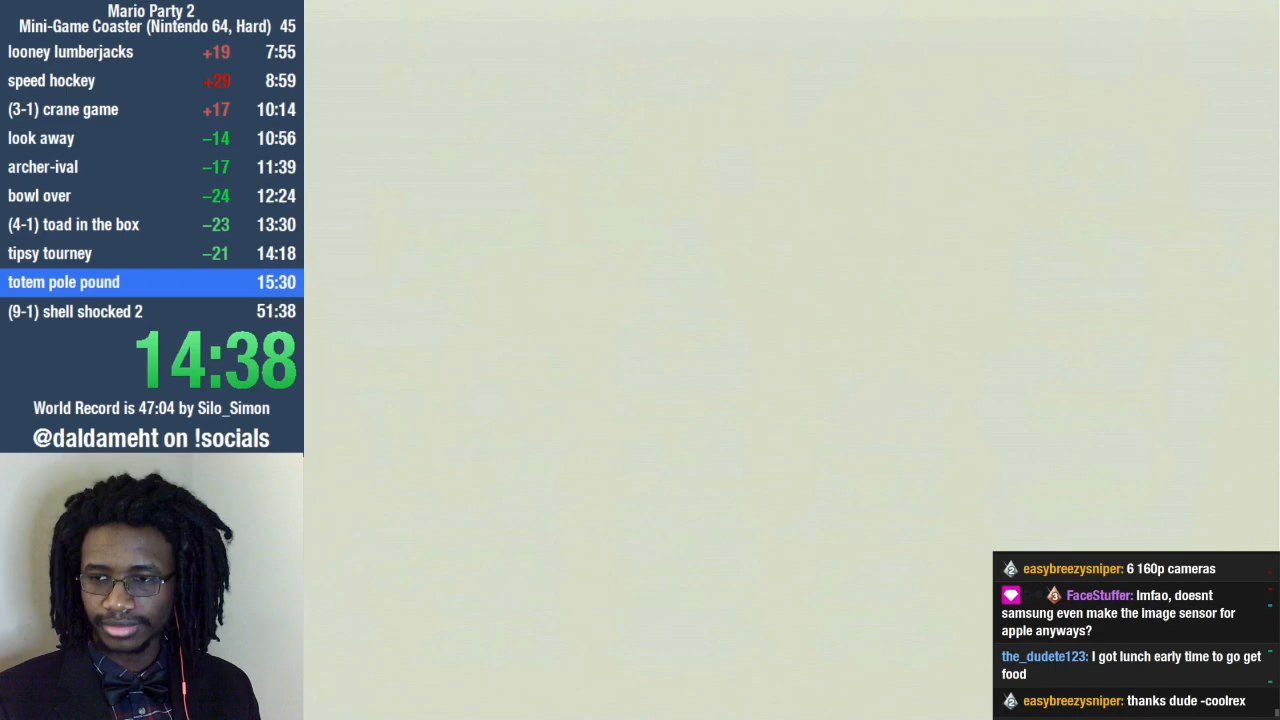 Mario Party 2
Mini-Game Coaster (Nintendo 64, Hard) 45
looney lumberjacks +19 7:55
speed hockey +29 8:59
(3-1) crane game +17 10:14
look away −14 10:56
archer-ival −17 11:39
bowl over −24 12:24
(4-1) toad in the box −23 13:30
tipsy tourney −21 14:18
totem pole pound 15:30
(9-1) shell shocked 2 51:38
14:38
World Record is 47:04 by Silo_Simon
@daldameht on !socials
2 easybreezysniper: 6 160p cameras
3 FaceStuffer: lmfao, doesnt
samsung even make the image sensor for
apple anyways?
the_dudete123: I got lunch early time to go get
food
2 easybreezysniper: thanks dude -coolrex